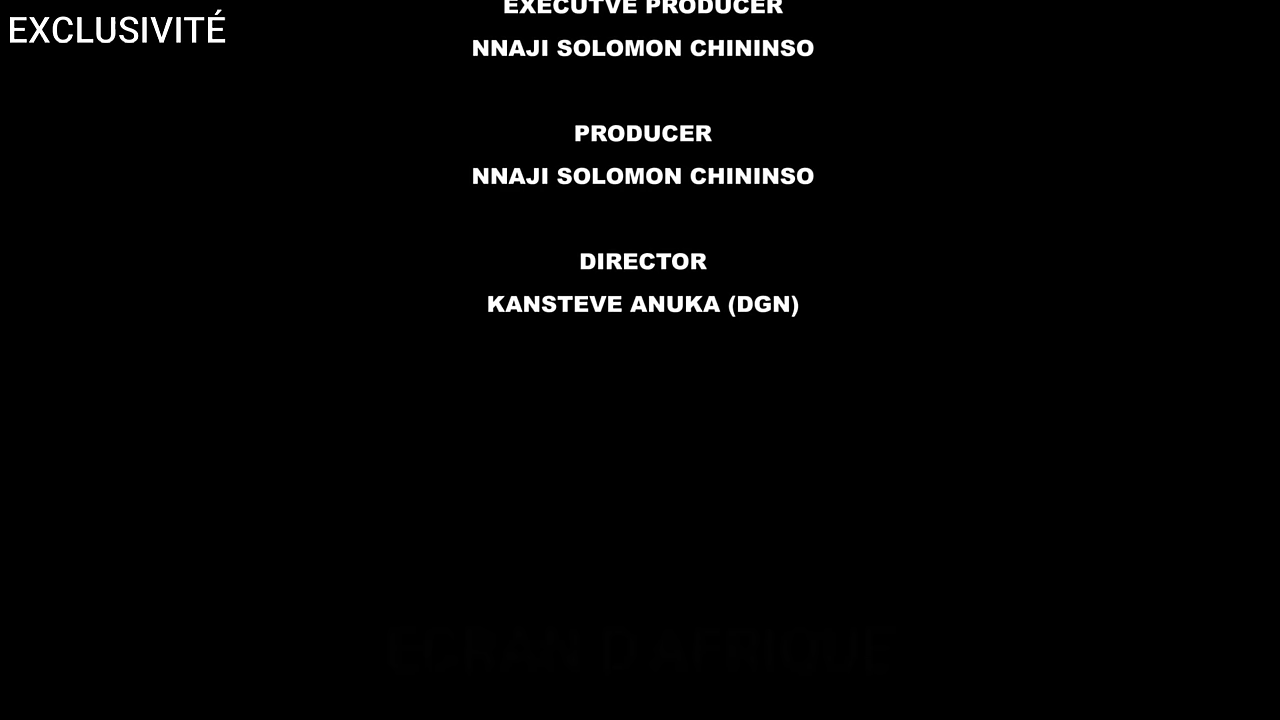 EXCLUSIVITÉ
EXECUTVE PRODUCER
NNAJI SOLOMON CHININSO
PRODUCER
NNAJI SOLOMON CHININSO
DIRECTOR
KANSTEVE ANUKA (DGN)
ECRAN D'AFRIQUE